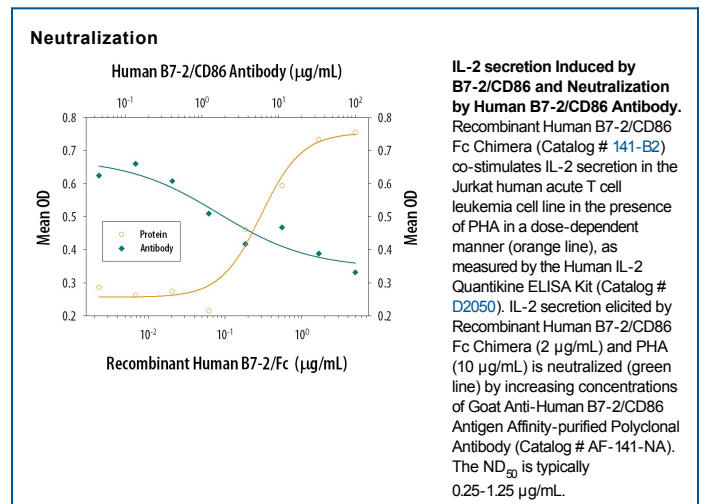 Neutralization
Human B7-2/CD86 Antibody (µg/mL)
10⁻¹ 10⁰ 10¹ 10²
0.8 0.8
0.7 0.7
0.6 0.6
0.5 0.5
0.4 0.4
0.3 0.3
0.2 0.2
Mean OD
Mean OD
Protein
Antibody
10⁻² 10⁻¹ 10⁰
Recombinant Human B7-2/Fc (µg/mL)
IL-2 secretion Induced by
B7-2/CD86 and Neutralization
by Human B7-2/CD86 Antibody.
Recombinant Human B7-2/CD86
Fc Chimera (Catalog # 141-B2)
co-stimulates IL-2 secretion in the
Jurkat human acute T cell
leukemia cell line in the presence
of PHA in a dose-dependent
manner (orange line), as
measured by the Human IL-2
Quantikine ELISA Kit (Catalog #
D2050). IL-2 secretion elicited by
Recombinant Human B7-2/CD86
Fc Chimera (2 µg/mL) and PHA
(10 µg/mL) is neutralized (green
line) by increasing concentrations
of Goat Anti-Human B7-2/CD86
Antigen Affinity-purified Polyclonal
Antibody (Catalog # AF-141-NA).
The ND₅₀ is typically
0.25-1.25 µg/mL.